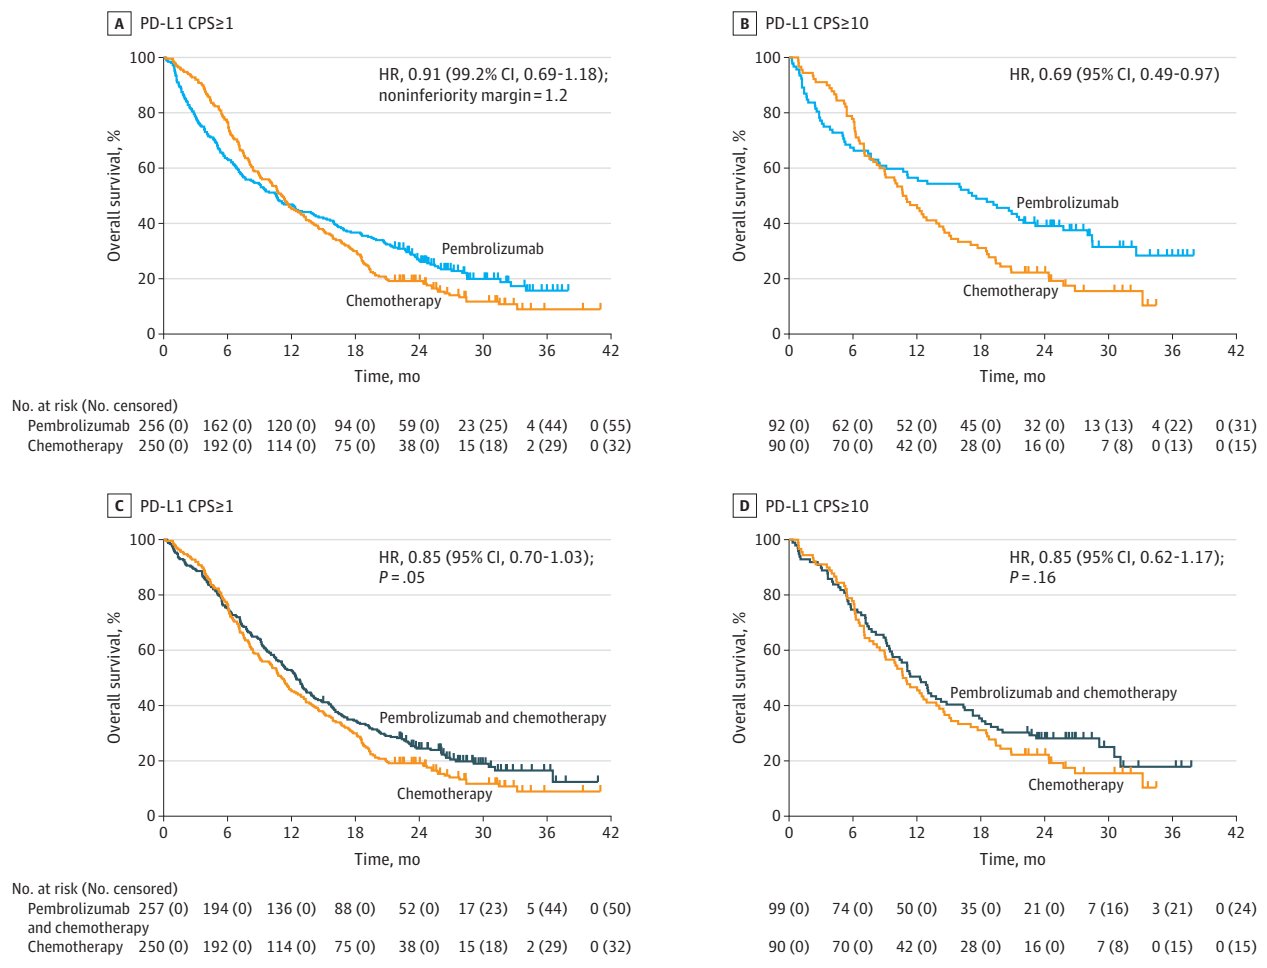 A PD-L1 CPS≥1
HR, 0.91 (99.2% CI, 0.69-1.18);
noninferiority margin = 1.2
Overall survival, %
100
80
60
40
20
0
Pembrolizumab
Chemotherapy
0 6 12 18 24 30 36 42
Time, mo
No. at risk (No. censored)
Pembrolizumab 256 (0) 162 (0) 120 (0) 94 (0) 59 (0) 23 (25) 4 (44) 0 (55)
Chemotherapy 250 (0) 192 (0) 114 (0) 75 (0) 38 (0) 15 (18) 2 (29) 0 (32)
B PD-L1 CPS≥10
HR, 0.69 (95% CI, 0.49-0.97)
Overall survival, %
100
80
60
40
20
0
Pembrolizumab
Chemotherapy
0 6 12 18 24 30 36 42
Time, mo
92 (0) 62 (0) 52 (0) 45 (0) 32 (0) 13 (13) 4 (22) 0 (31)
90 (0) 70 (0) 42 (0) 28 (0) 16 (0) 7 (8) 0 (13) 0 (15)
C PD-L1 CPS≥1
HR, 0.85 (95% CI, 0.70-1.03);
P = .05
Overall survival, %
100
80
60
40
20
0
Pembrolizumab and chemotherapy
Chemotherapy
0 6 12 18 24 30 36 42
Time, mo
No. at risk (No. censored)
Pembrolizumab 257 (0) 194 (0) 136 (0) 88 (0) 52 (0) 17 (23) 5 (44) 0 (50)
and chemotherapy
Chemotherapy 250 (0) 192 (0) 114 (0) 75 (0) 38 (0) 15 (18) 2 (29) 0 (32)
D PD-L1 CPS≥10
HR, 0.85 (95% CI, 0.62-1.17);
P = .16
Overall survival, %
100
80
60
40
20
0
Pembrolizumab and chemotherapy
Chemotherapy
0 6 12 18 24 30 36 42
Time, mo
99 (0) 74 (0) 50 (0) 35 (0) 21 (0) 7 (16) 3 (21) 0 (24)
90 (0) 70 (0) 42 (0) 28 (0) 16 (0) 7 (8) 0 (15) 0 (15)